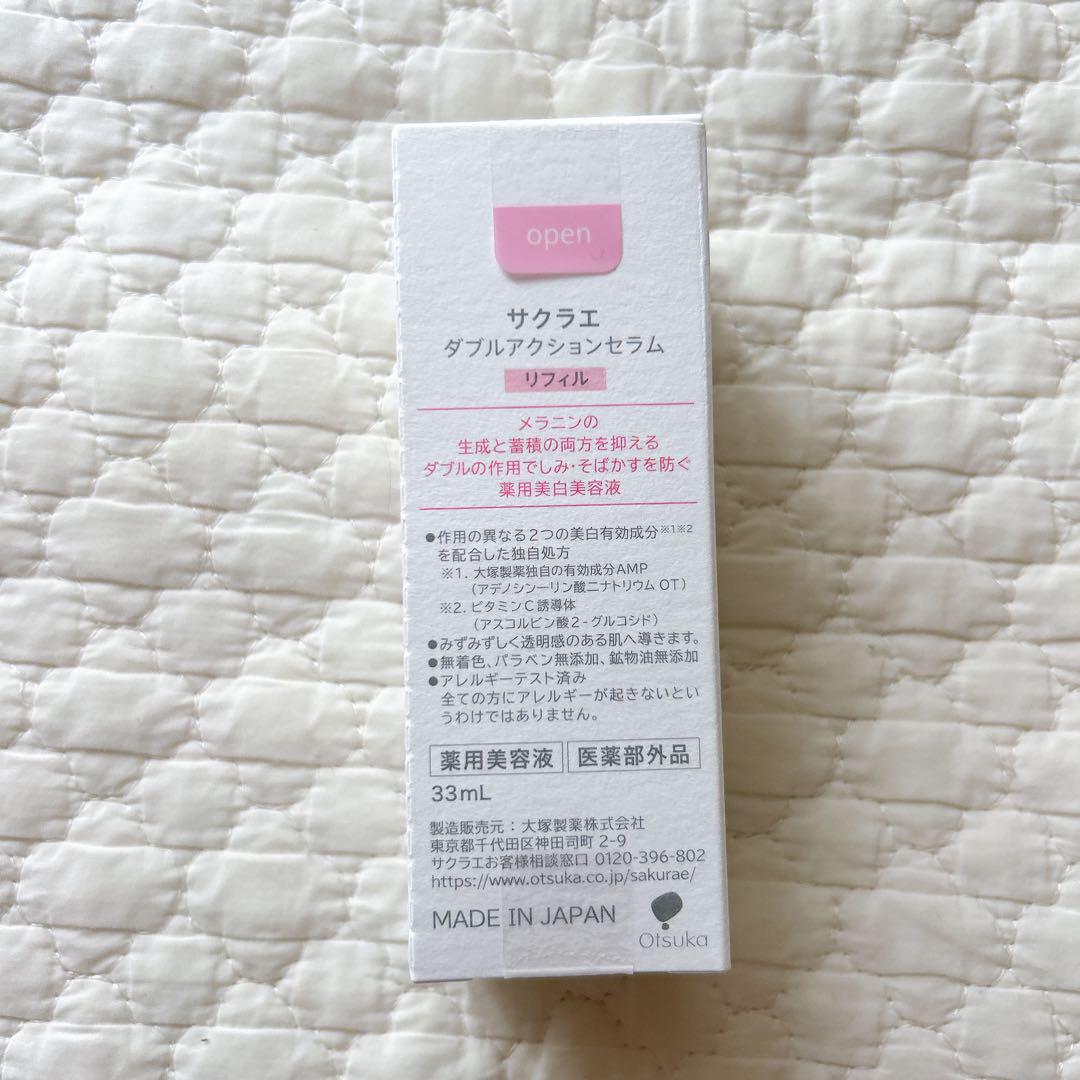 open
サクラエ
ダブルアクションセラム
リフィル
メラニンの
生成と蓄積の両方を抑える
ダブルの作用でしみ・そばかすを防ぐ
薬用美白美容液
●作用の異なる2つの美白有効成分※1※2
を配合した独自処方
※1. 大塚製薬独自の有効成分AMP
（アデノシン一リン酸二ナトリウム OT）
※2. ビタミンC誘導体
（アスコルビン酸2-グルコシド）
●みずみずしく透明感のある肌へ導きます。
●無着色、パラベン無添加、鉱物油無添加
●アレルギーテスト済み
全ての方にアレルギーが起きないとい
うわけではありません。
薬用美容液 医薬部外品
33mL
製造販売元：大塚製薬株式会社
東京都千代田区神田司町 2-9
サクラエお客様相談窓口 0120-396-802
https://www.otsuka.co.jp/sakurae/
MADE IN JAPAN
Otsuka